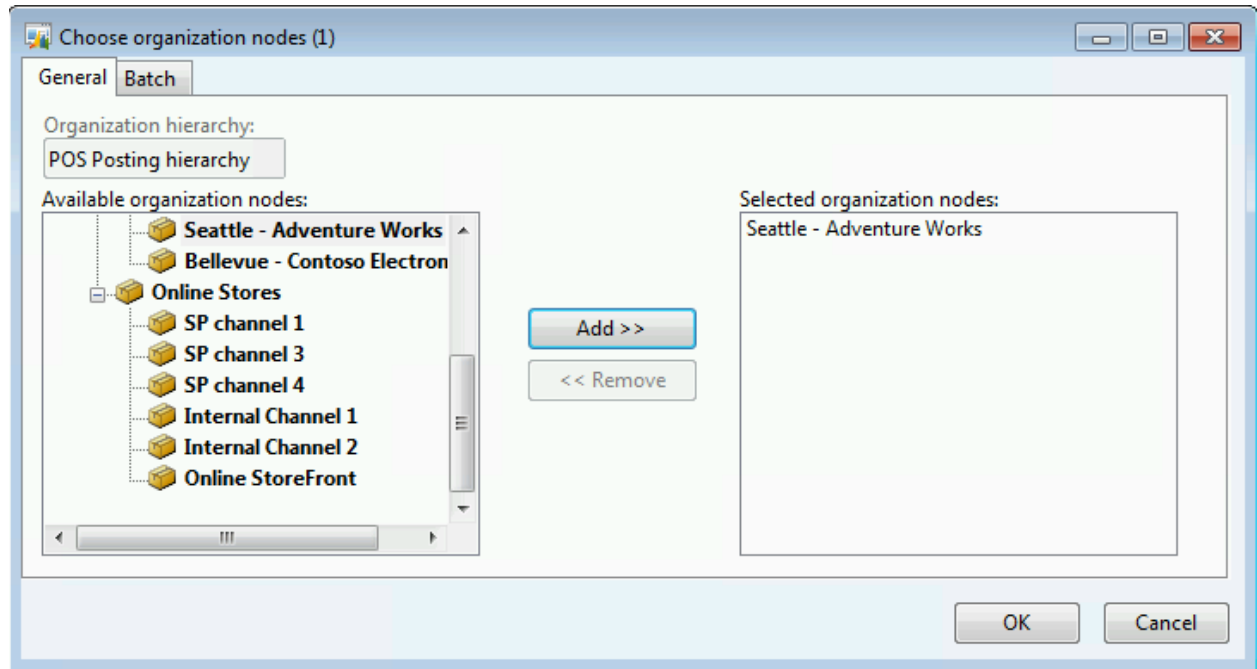 Choose organization nodes (1)
General Batch
Organization hierarchy:
POS Posting hierarchy
Available organization nodes:
Seattle - Adventure Works
Bellevue - Contoso Electron
Online Stores
SP channel 1
SP channel 3
SP channel 4
Internal Channel 1
Internal Channel 2
Online StoreFront
Add >>
<< Remove
Selected organization nodes:
Seattle - Adventure Works
OK Cancel